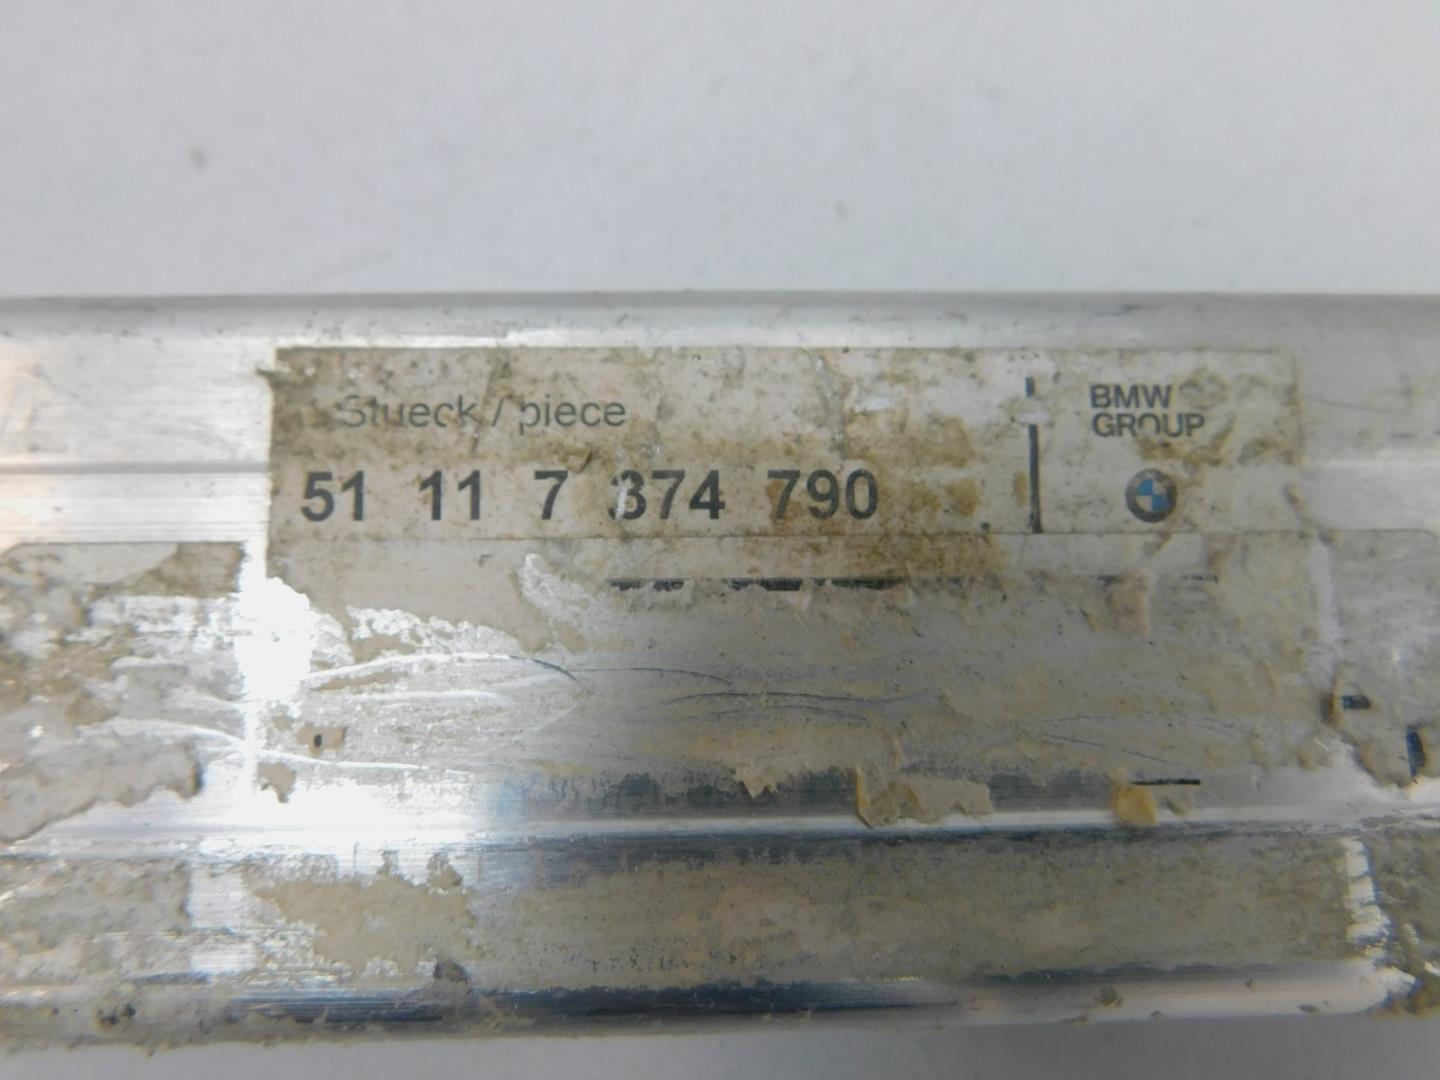 Stueck / piece
BMW
GROUP
51 11 7 374 790